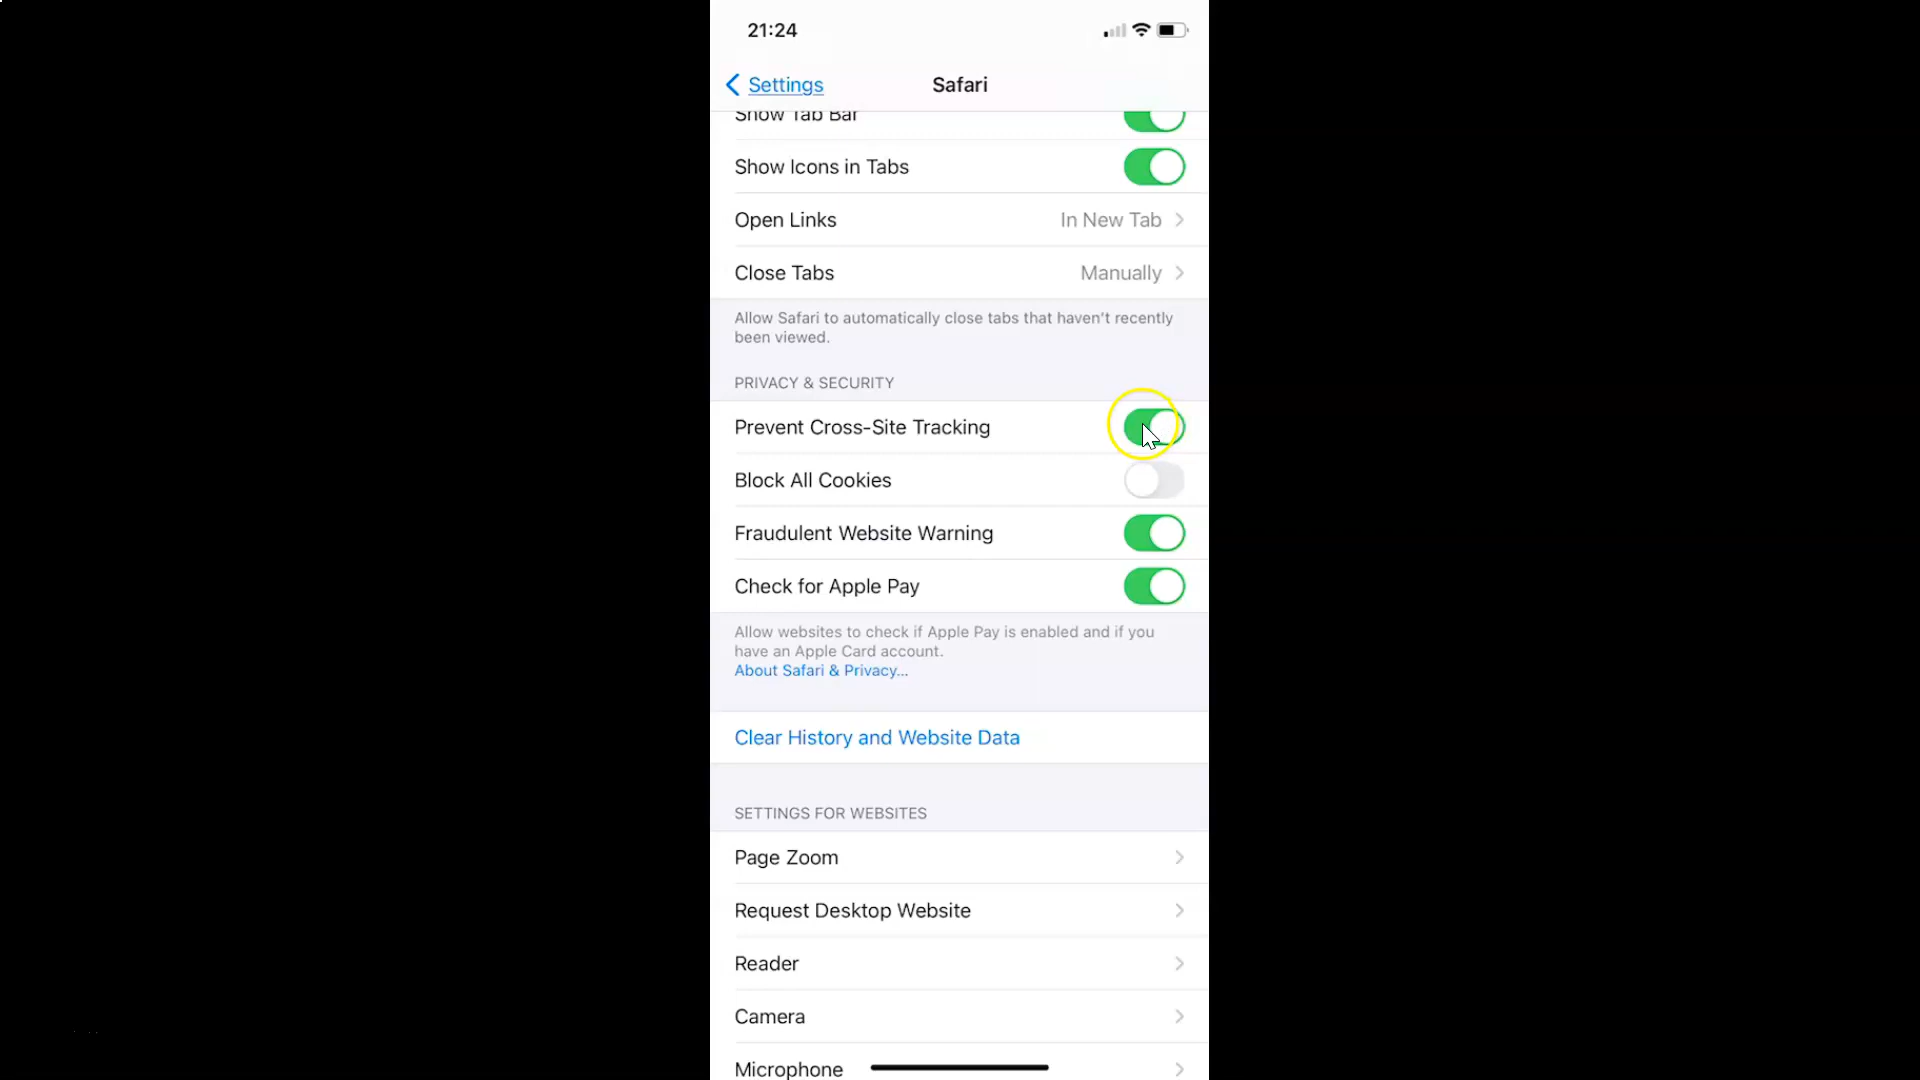 21:24
Settings
Safari
Show Tab Bar
Show Icons in Tabs
Open Links
In New Tab
Close Tabs
Manually
Allow Safari to automatically close tabs that haven't recently
been viewed.
PRIVACY & SECURITY
Prevent Cross-Site Tracking
Block All Cookies
Fraudulent Website Warning
Check for Apple Pay
Allow websites to check if Apple Pay is enabled and if you
have an Apple Card account.
About Safari & Privacy...
Clear History and Website Data
SETTINGS FOR WEBSITES
Page Zoom
Request Desktop Website
Reader
Camera
Microphone